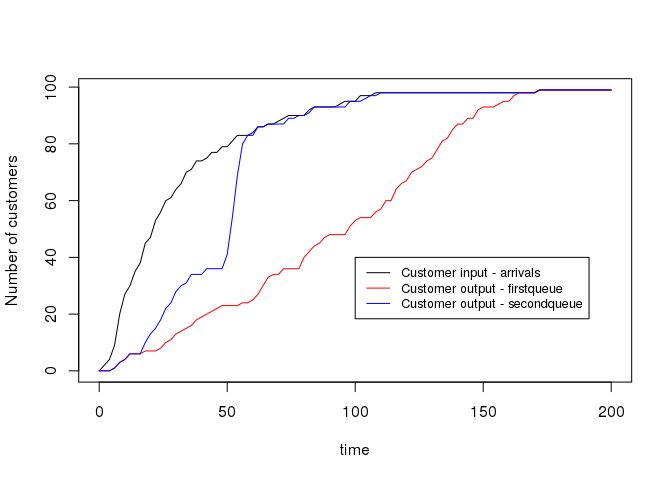 Number of customers
100
80
60
40
20
0
Customer input - arrivals
Customer output - firstqueue
Customer output - secondqueue
0 50 100 150 200
time